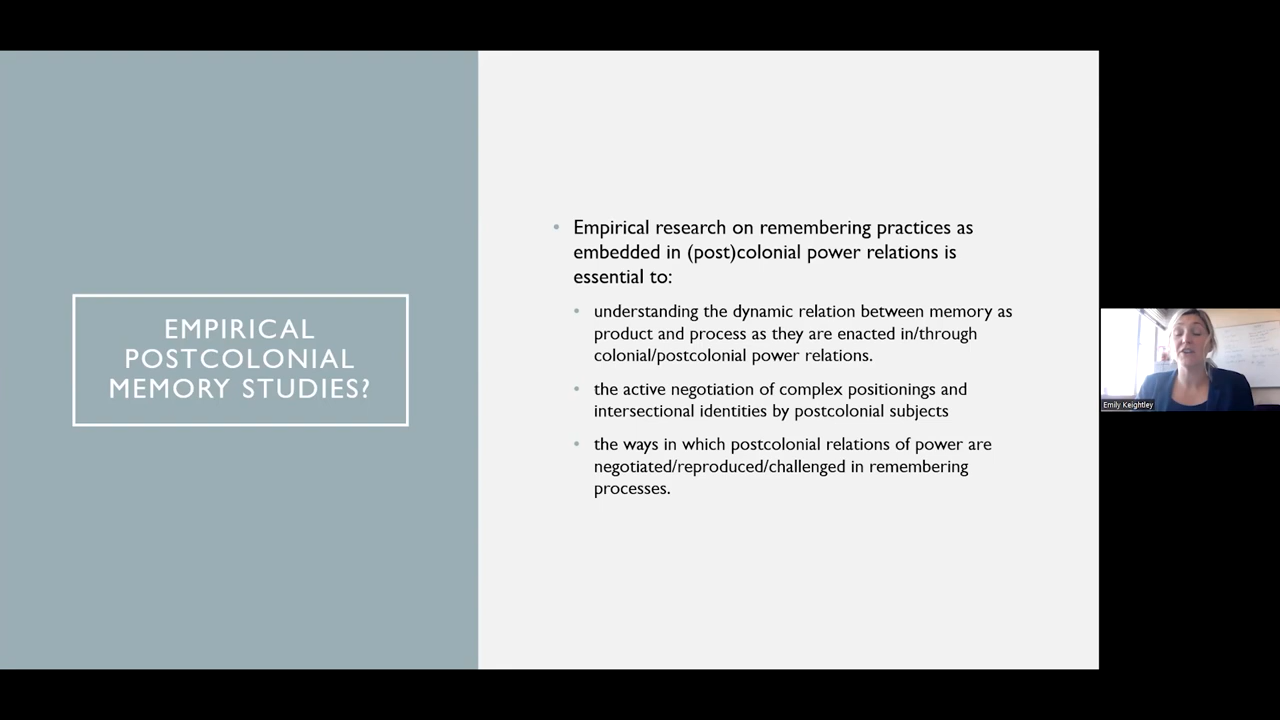 EMPIRICAL
POSTCOLONIAL
MEMORY STUDIES?
• Empirical research on remembering practices as
embedded in (post)colonial power relations is
essential to:
• understanding the dynamic relation between memory as
product and process as they are enacted in/through
colonial/postcolonial power relations.
• the active negotiation of complex positionings and
intersectional identities by postcolonial subjects
• the ways in which postcolonial relations of power are
negotiated/reproduced/challenged in remembering
processes.
Emily Keightley